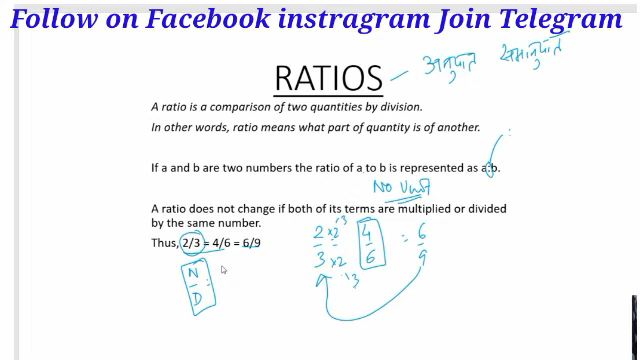 Follow on Facebook instragram Join Telegram
RATIOS – अनुपात समानुपात
A ratio is a comparison of two quantities by division.
In other words, ratio means what part of quantity is of another.
If a and b are two numbers the ratio of a to b is represented as a:b.
No Unit
A ratio does not change if both of its terms are multiplied or divided
by the same number.
Thus, 2/3 = 4/6 = 6/9
2 ×2 ×3 4 = 6
3 ×2 ×3 6 9
N
D =